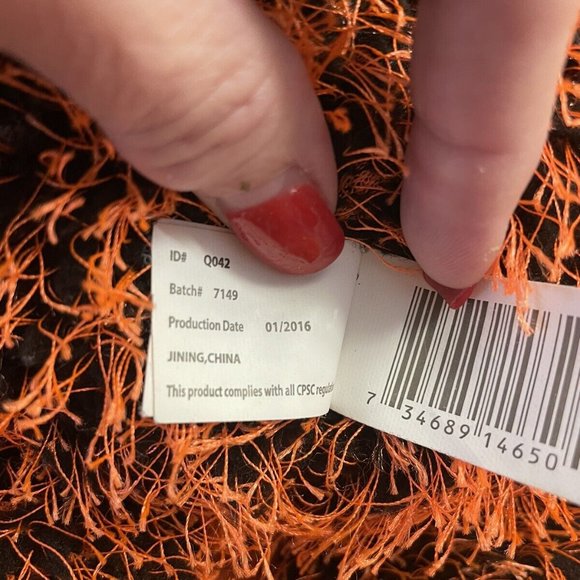 ID# Q042
Batch# 7149
Production Date 01/2016
JINING,CHINA
This product complies with all CPSC
7 34689 14650